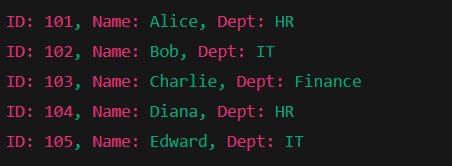 ID: 101, Name: Alice, Dept: HR
ID: 102, Name: Bob, Dept: IT
ID: 103, Name: Charlie, Dept: Finance
ID: 104, Name: Diana, Dept: HR
ID: 105, Name: Edward, Dept: IT